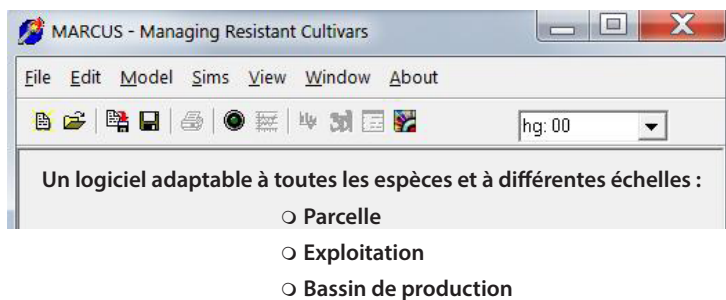 MARCUS - Managing Resistant Cultivars
File Edit Model Sims View Window About
hg: 00
Un logiciel adaptable à toutes les espèces et à différentes échelles :
Parcelle
Exploitation
Bassin de production